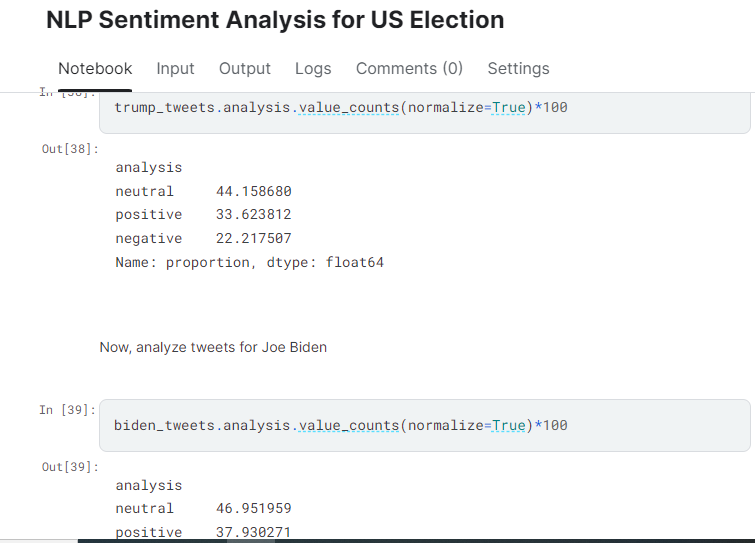 NLP Sentiment Analysis for US Election
Notebook Input Output Logs Comments (0) Settings
trump_tweets.analysis.value_counts(normalize=True)*100
Out[38]:
analysis
neutral 44.158680
positive 33.623812
negative 22.217507
Name: proportion, dtype: float64
Now, analyze tweets for Joe Biden
In [39]:
biden_tweets.analysis.value_counts(normalize=True)*100
Out[39]:
analysis
neutral 46.951959
positive 37.930271